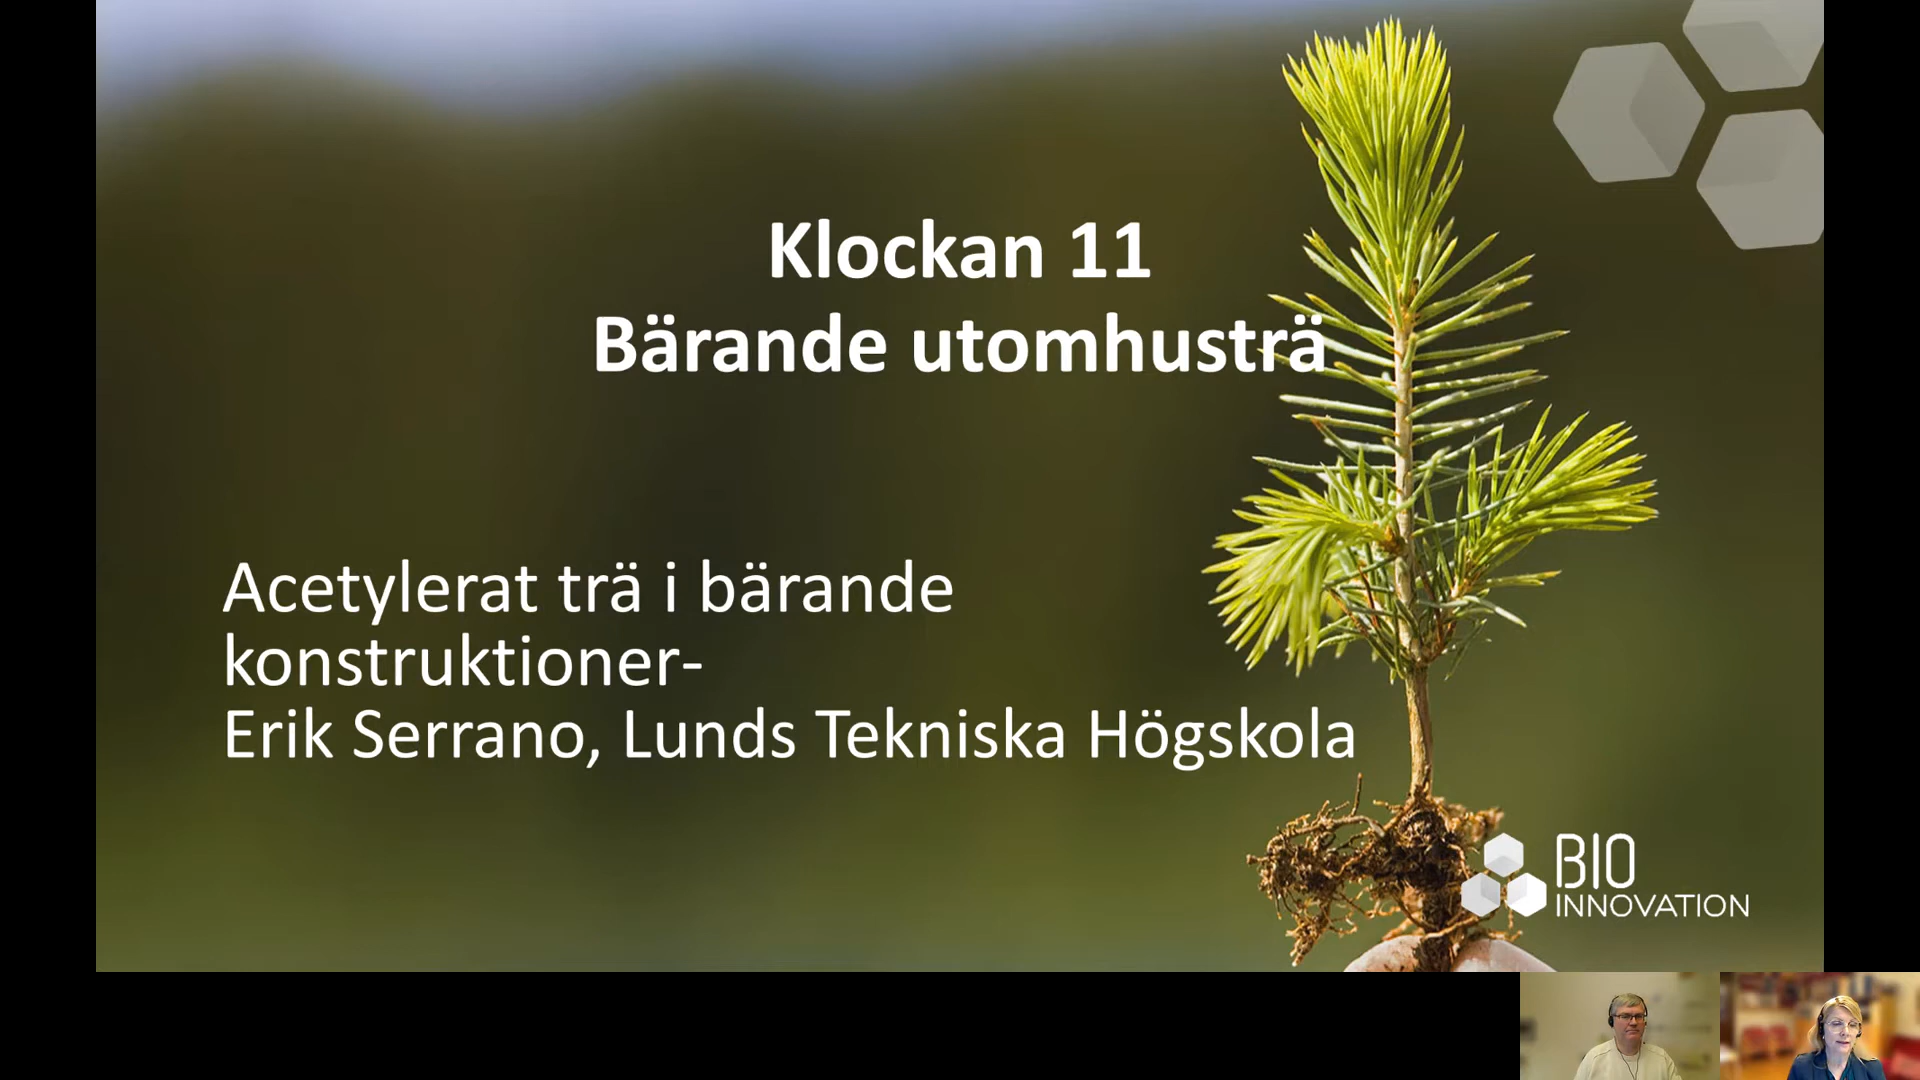 Klockan 11
Bärande utomhusträ
Acetylerat trä i bärande
konstruktioner-
Erik Serrano, Lunds Tekniska Högskola
BIO
INNOVATION